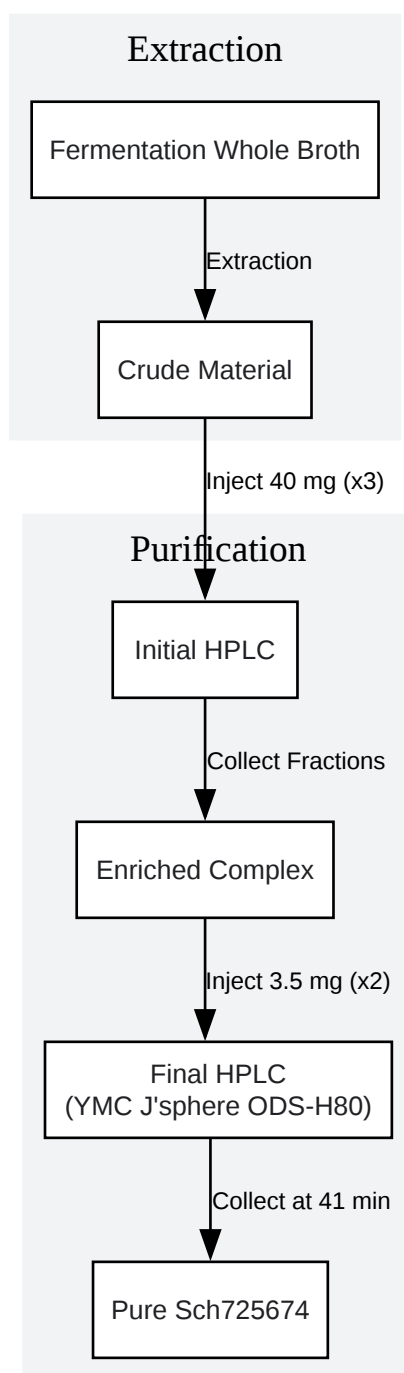 Extraction
Fermentation Whole Broth
Extraction
Crude Material
Inject 40 mg (x3)
Purification
Initial HPLC
Collect Fractions
Enriched Complex
Inject 3.5 mg (x2)
Final HPLC
(YMC J'sphere ODS-H80)
Collect at 41 min
Pure Sch725674